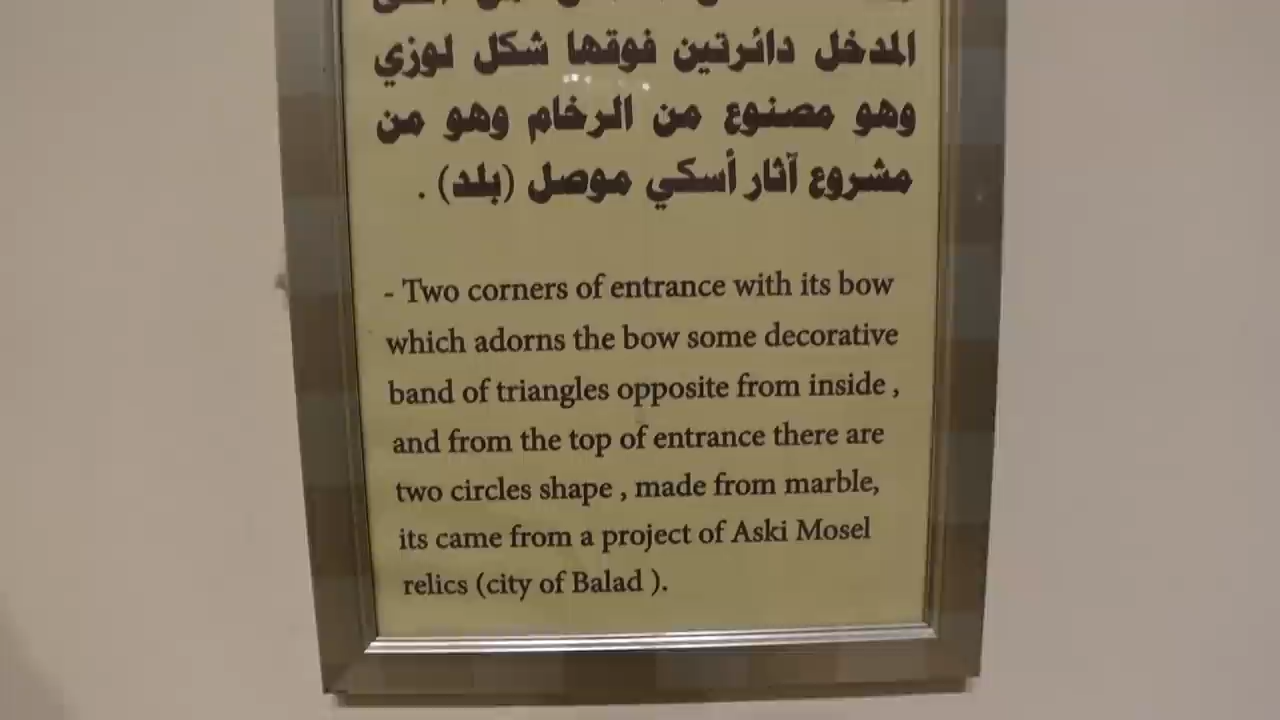 المدخل دائرتين فوقها شكل لوزي
وهو مصنوع من الرخام وهو من
مشروع آثار أسكي موصل (بلد) .
- Two corners of entrance with its bow
which adorns the bow some decorative
band of triangles opposite from inside ,
and from the top of entrance there are
two circles shape , made from marble,
its came from a project of Aski Mosel
relics (city of Balad ).